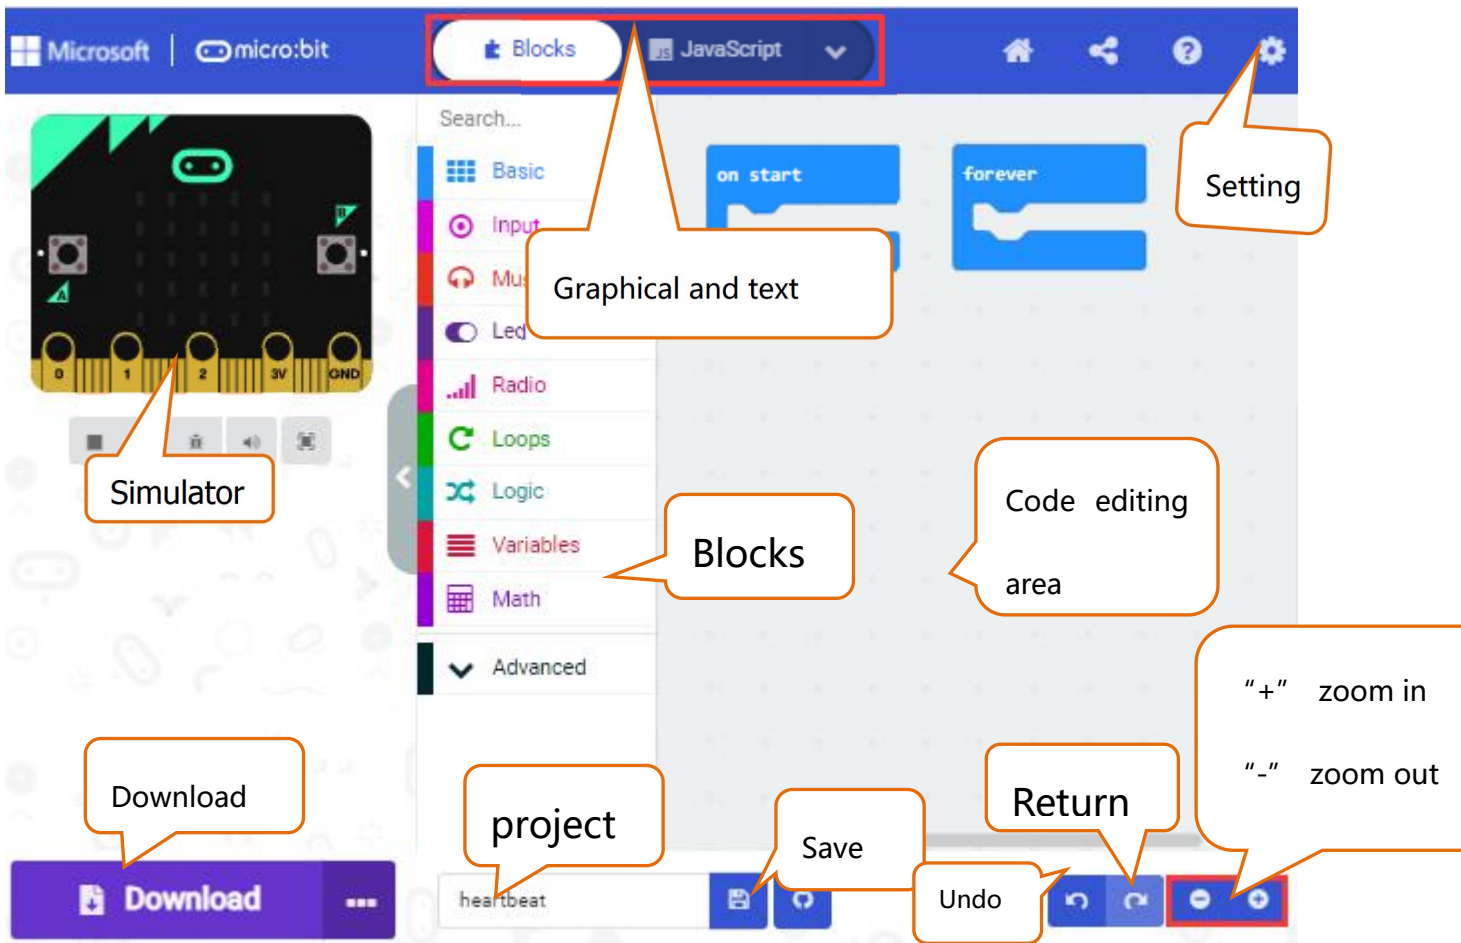 Microsoft | micro:bit
Blocks
JS JavaScript
Search...
Basic
Input
Mus
Led
Radio
Loops
Logic
Variables
Math
Advanced
on start
forever
Setting
Graphical and text
B
A
0 1 2 3V GND
Simulator
Blocks
Code editing
area
"+" zoom in
"-" zoom out
Download
project
Save
Return
Undo
Download
heartbeat